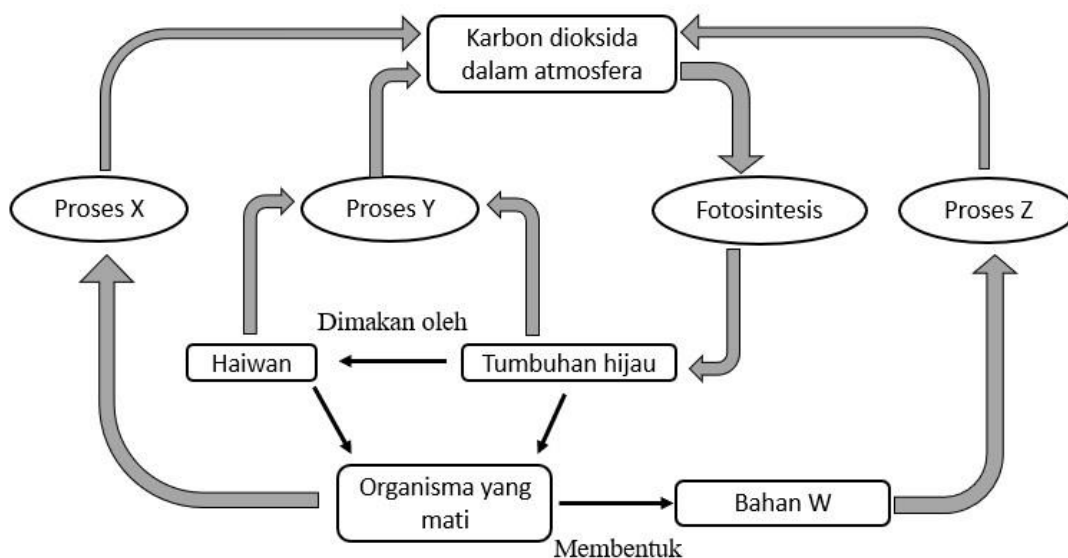 Karbon dioksida
dalam atmosfera
Proses X
Proses Y
Fotosintesis
Proses Z
Dimakan oleh
Haiwan
Tumbuhan hijau
Organisma yang
mati
Bahan W
Membentuk